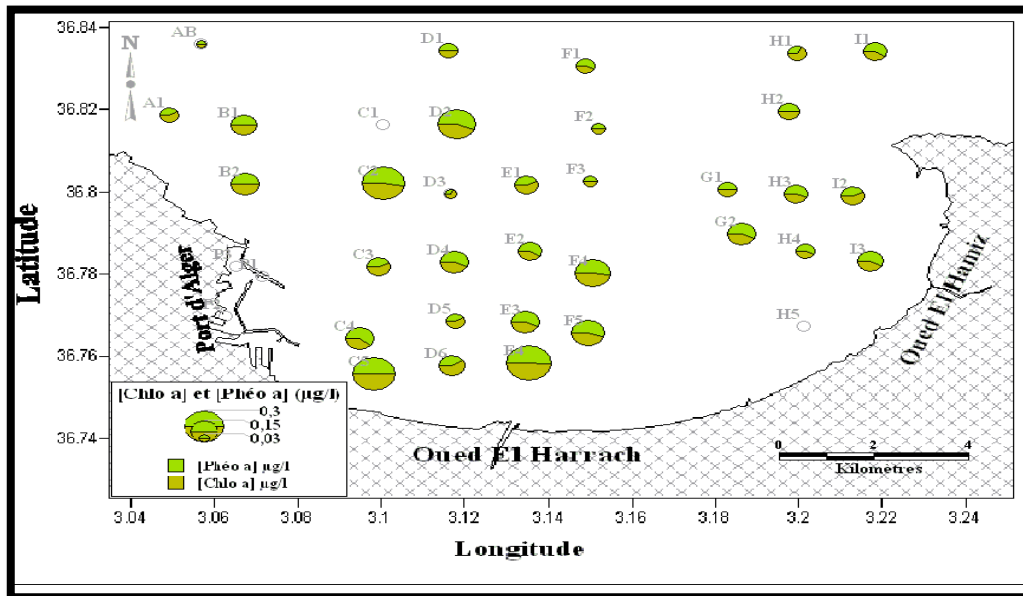 36.84
AB
D1
F1
H1
I1
N
A1
B1
C1
D2
F2
H2
36.82
B2
C2
D3
E1
F3
G1
H3
I2
36.8
G2
C3
D4
E2
F4
H4
I3
36.78
P1
Port d'Alger
Latitude
C4
D5
E3
F5
H5
36.76
C5
D6
E4
Oued El Hamiz
[Chlo a] et [Phéo a] (µg/l)
0,3
0,15
0,03
[Phéo a] µg/l
[Chlo a] µg/l
36.74
Oued El Harrach
0 2 4
Kilométres
3.04 3.06 3.08 3.1 3.12 3.14 3.16 3.18 3.2 3.22 3.24
Longitude